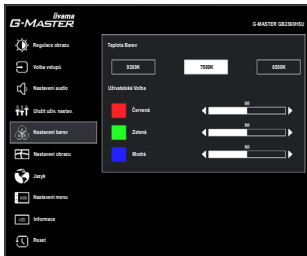 iiyama
G-MASTER
G-MASTER GB2560HSU
Regulace obrazu
Volba vstupů
Nastavení audio
Uložit uživ. nastav.
Nastavení barev
Nastavení obrazu
Jazyk
Nastavení menu
Informace
Reset
Teplota Barev
9300K
7500K
6500K
Uživatelská Volba
Červená
50
Zelená
50
Modrá
50